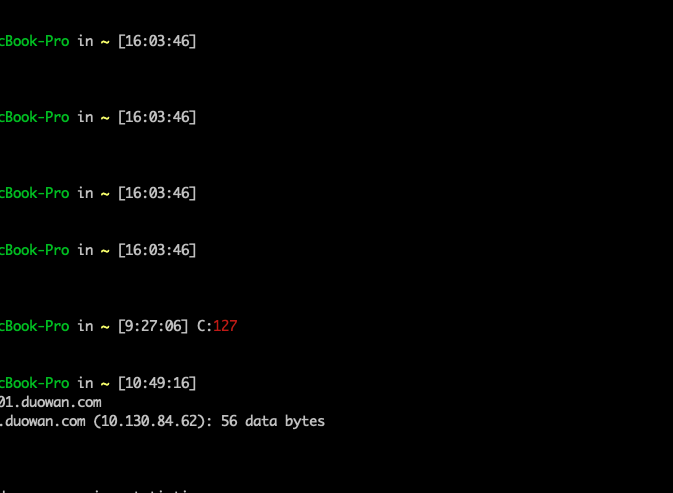 cBook-Pro in ~ [16:03:46]
cBook-Pro in ~ [16:03:46]
cBook-Pro in ~ [16:03:46]
cBook-Pro in ~ [16:03:46]
cBook-Pro in ~ [9:27:06] C:127
cBook-Pro in ~ [10:49:16]
01.duowan.com
.duowan.com (10.130.84.62): 56 data bytes